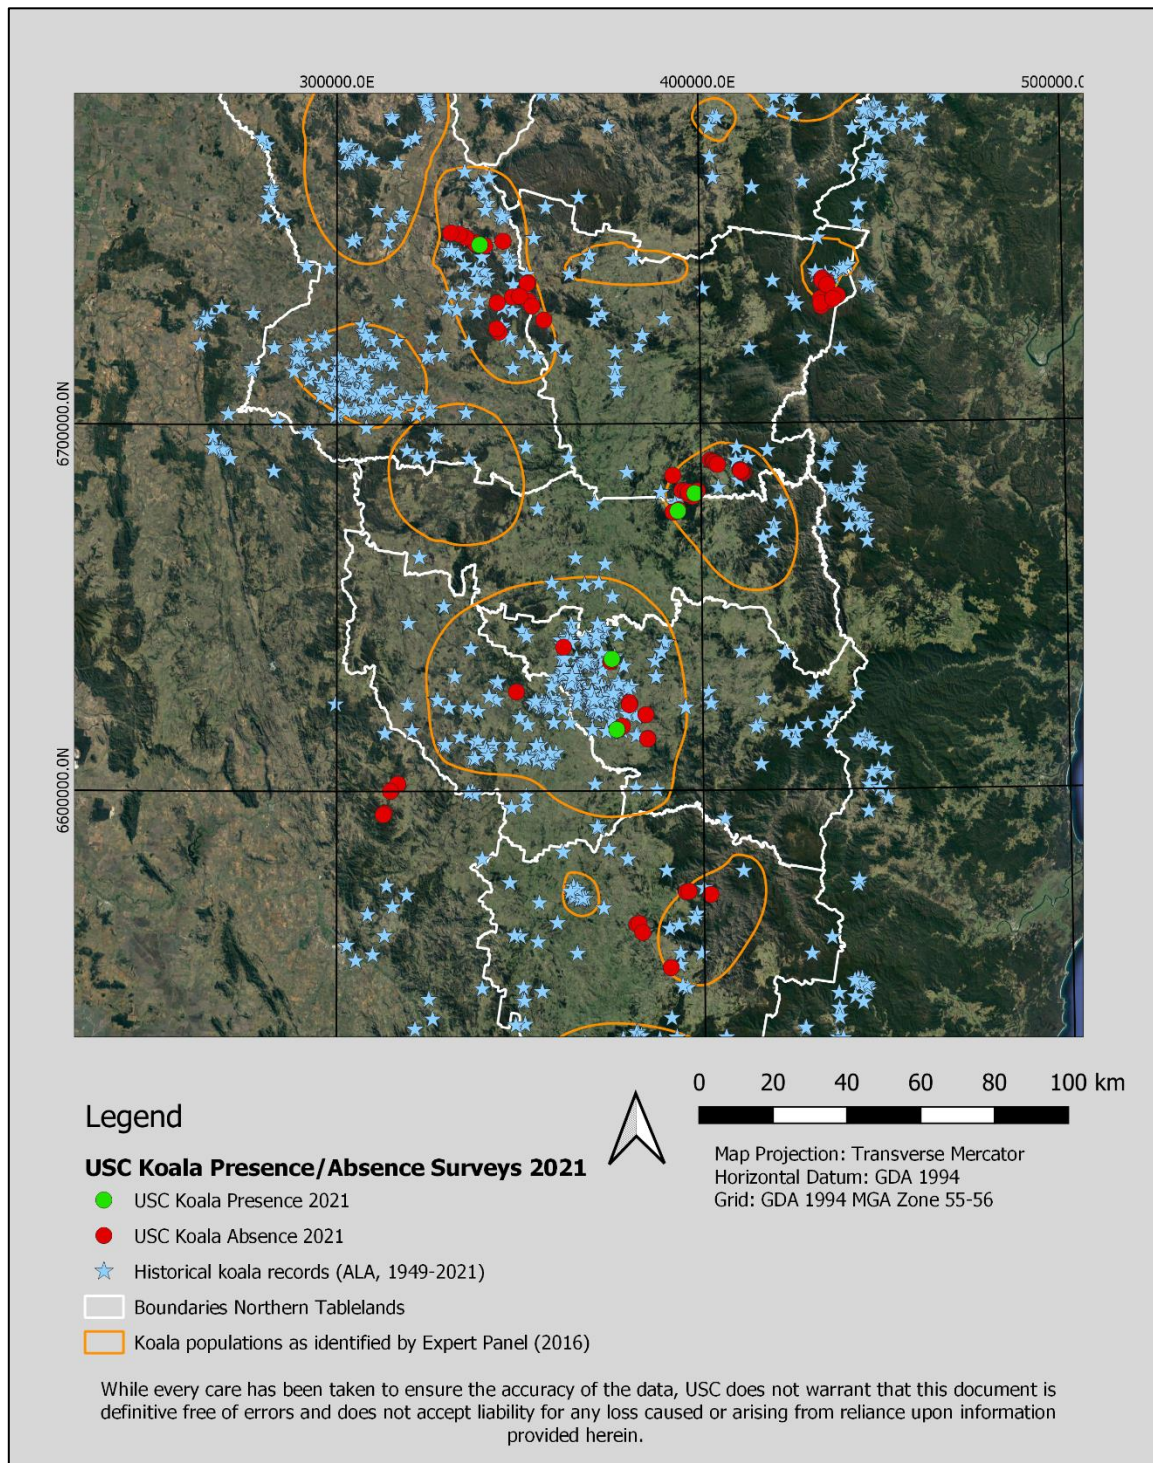 300000.0E
400000.0E
500000.0
6700000.0N
6600000.0N
0 20 40 60 80 100 km
Legend
USC Koala Presence/Absence Surveys 2021
USC Koala Presence 2021
USC Koala Absence 2021
Historical koala records (ALA, 1949-2021)
Boundaries Northern Tablelands
Koala populations as identified by Expert Panel (2016)
Map Projection: Transverse Mercator
Horizontal Datum: GDA 1994
Grid: GDA 1994 MGA Zone 55-56
While every care has been taken to ensure the accuracy of the data, USC does not warrant that this document is
definitive free of errors and does not accept liability for any loss caused or arising from reliance upon information
provided herein.